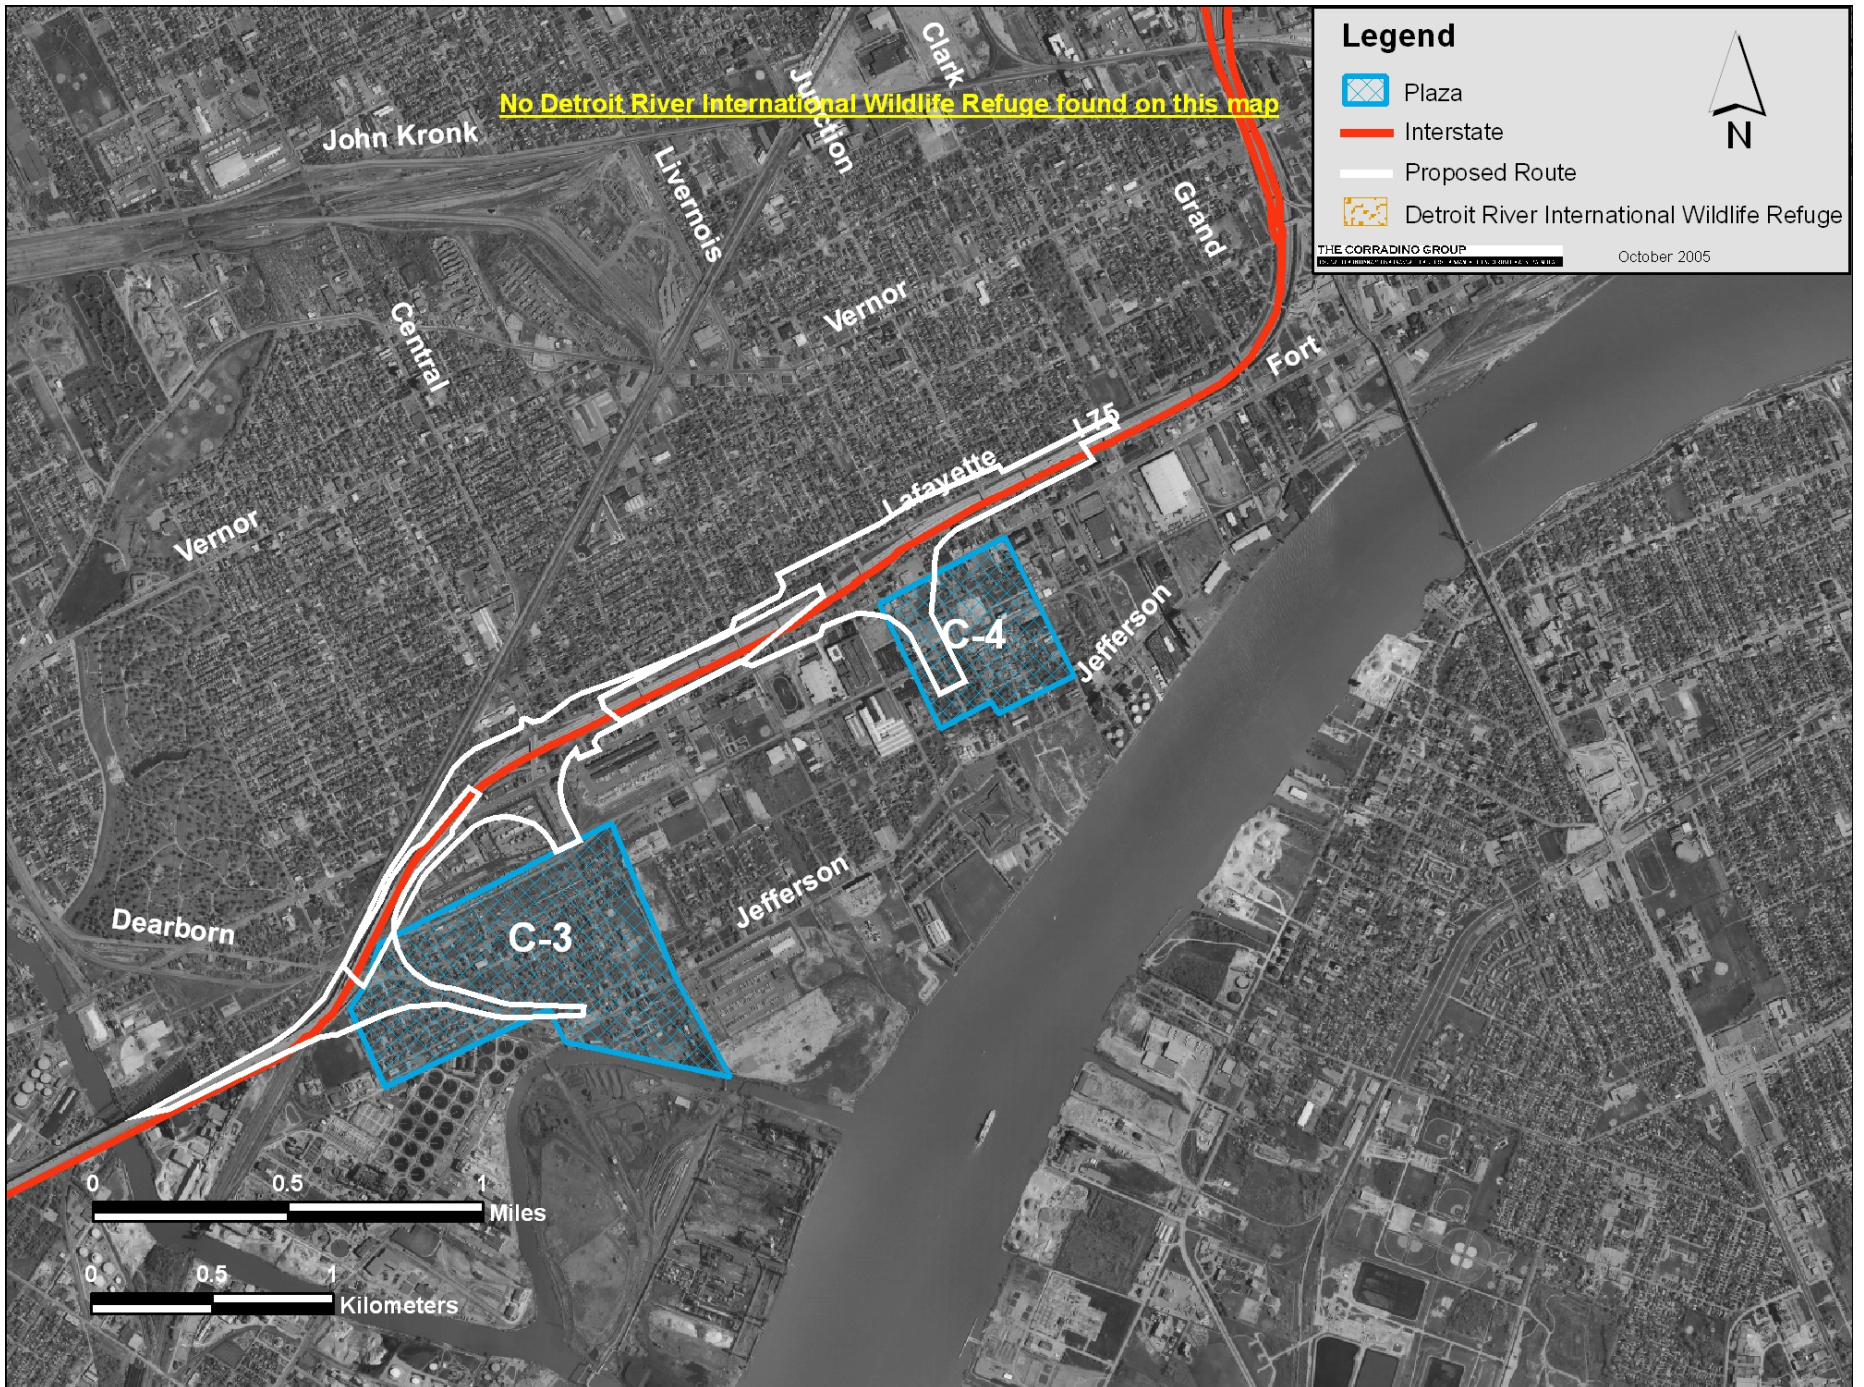 Legend
Plaza
Interstate
Proposed Route
Detroit River International Wildlife Refuge
THE CORRADINO GROUP
October 2005
N
No Detroit River International Wildlife Refuge found on this map
Clark
Junction
John Kronk
Livernois
Grand
Vernor
Central
Fort
I-75
Lafayette
Vernor
C-4
Jefferson
Jefferson
Dearborn
C-3
0 0.5 1
Miles
0 0.5 1
Kilometers